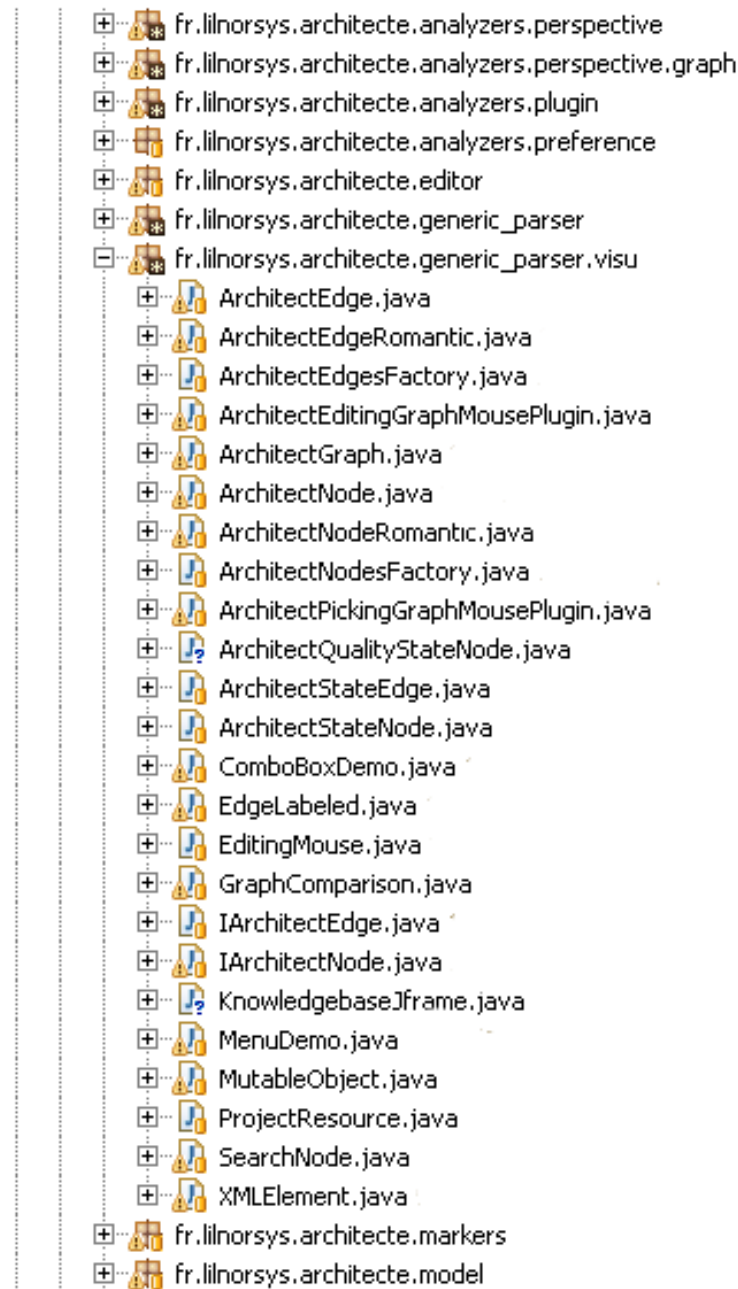 fr.lilnorsys.architecte.analyzers.perspective
fr.lilnorsys.architecte.analyzers.perspective.graph
fr.lilnorsys.architecte.analyzers.plugin
fr.lilnorsys.architecte.analyzers.preference
fr.lilnorsys.architecte.editor
fr.lilnorsys.architecte.generic_parser
fr.lilnorsys.architecte.generic_parser.visu
ArchitectEdge.java
ArchitectEdgeRomantic.java
ArchitectEdgesFactory.java
ArchitectEditingGraphMousePlugin.java
ArchitectGraph.java
ArchitectNode.java
ArchitectNodeRomantic.java
ArchitectNodesFactory.java
ArchitectPickingGraphMousePlugin.java
ArchitectQualityStateNode.java
ArchitectStateEdge.java
ArchitectStateNode.java
ComboBoxDemo.java
EdgeLabeled.java
EditingMouse.java
GraphComparison.java
IArchitectEdge.java
IArchitectNode.java
KnowledgebaseJframe.java
MenuDemo.java
MutableObject.java
ProjectResource.java
SearchNode.java
XMLElement.java
fr.lilnorsys.architecte.markers
fr.lilnorsys.architecte.model